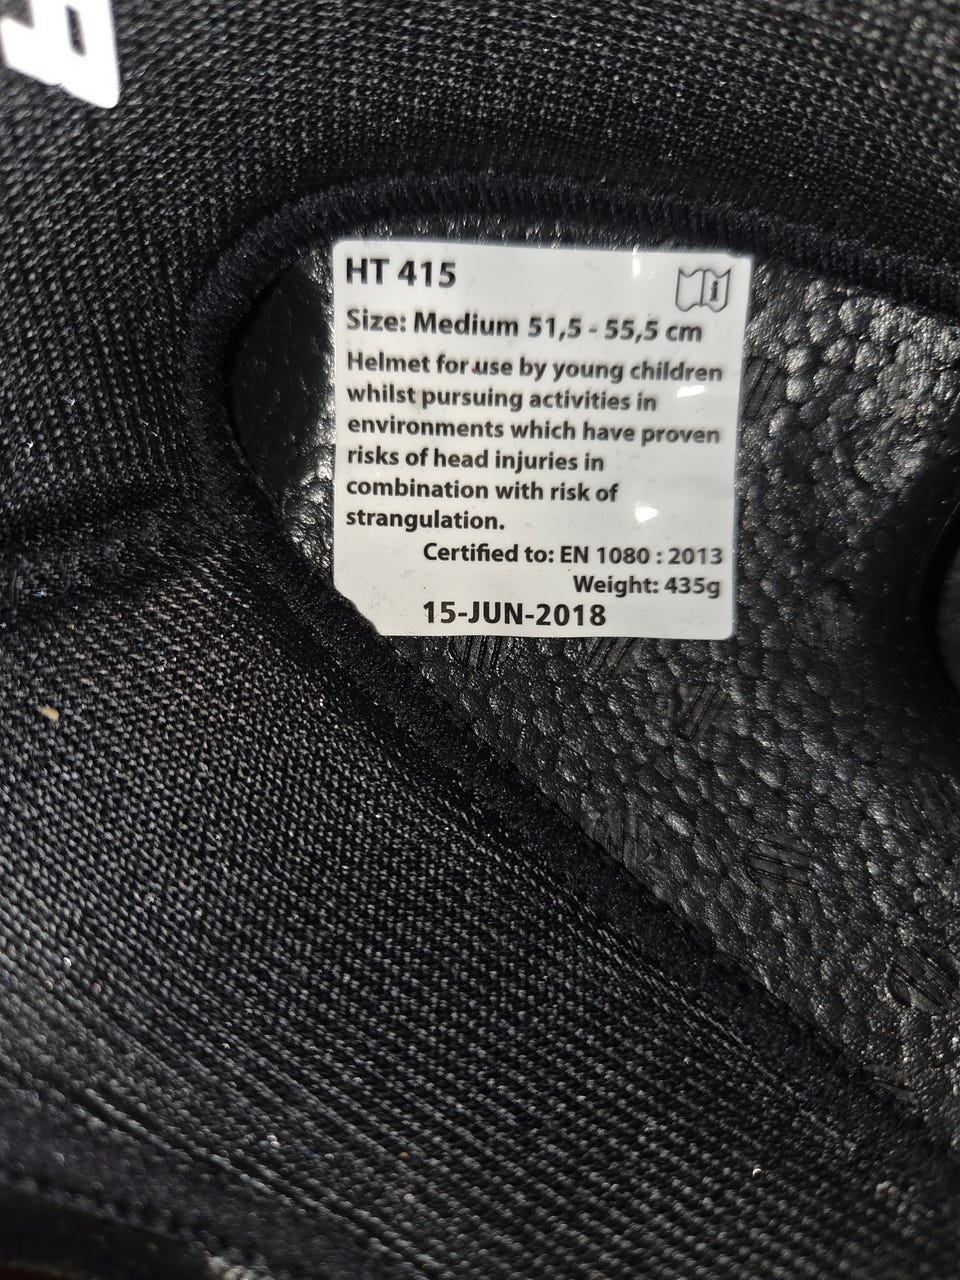 HT 415
Size: Medium 51,5 - 55,5 cm
Helmet for use by young children
whilst pursuing activities in
environments which have proven
risks of head injuries in
combination with risk of
strangulation.
Certified to: EN 1080 : 2013
Weight: 435g
15-JUN-2018